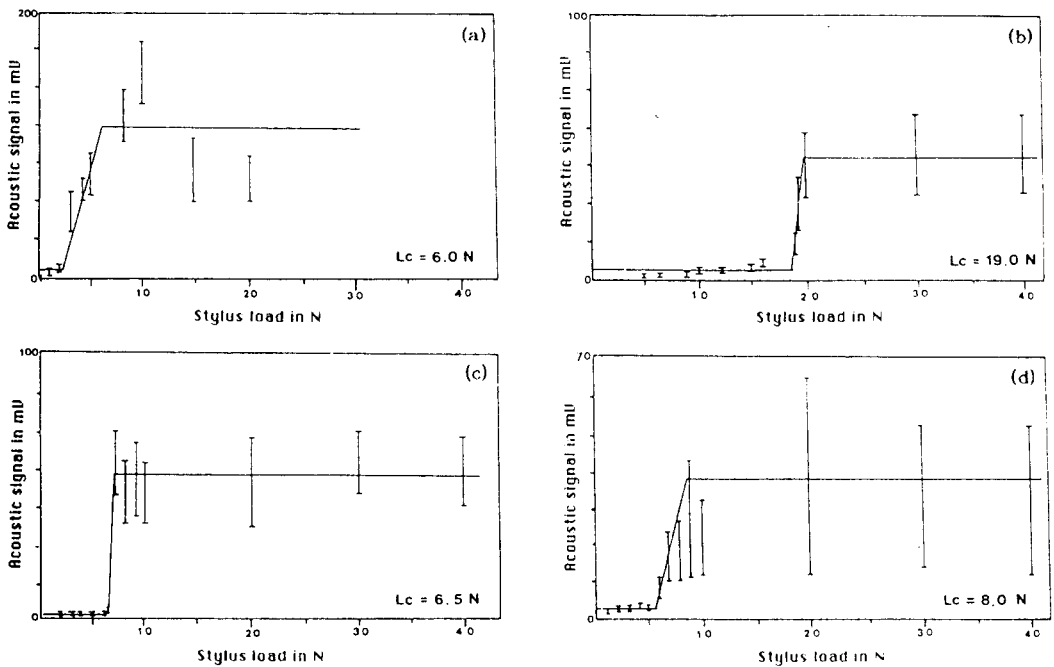 200
(a)
Acoustic signal in mV
Lc = 6.0 N
0
10
20
30
40
Stylus load in N
100
(b)
Acoustic signal in mV
Lc = 19.0 N
0
10
20
30
40
Stylus load in N
100
(c)
Acoustic signal in mV
Lc = 6.5 N
0
10
20
30
40
Stylus load in N
70
(d)
Acoustic signal in mV
Lc = 8.0 N
0
10
20
30
40
Stylus load in N